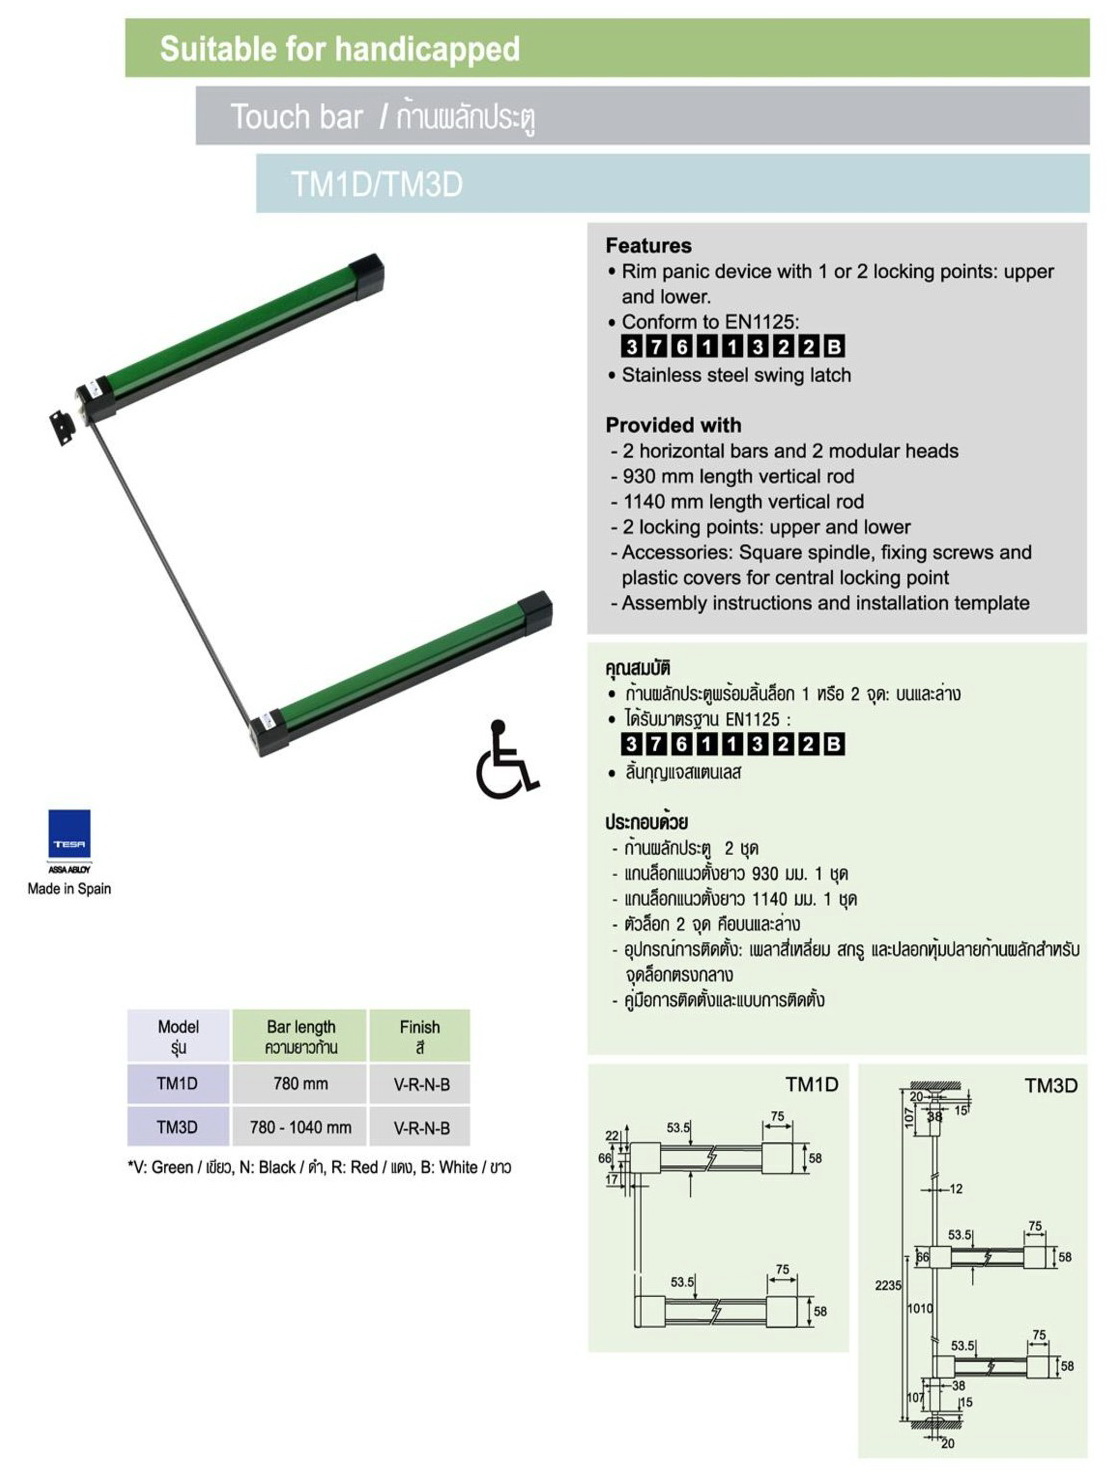 Suitable for handicapped
Touch bar / ก้านผลักประตู
TM1D/TM3D
Features
• Rim panic device with 1 or 2 locking points: upper
and lower.
• Conform to EN1125:
3 7 6 1 1 3 2 2 B
• Stainless steel swing latch
Provided with
- 2 horizontal bars and 2 modular heads
- 930 mm length vertical rod
- 1140 mm length vertical rod
- 2 locking points: upper and lower
- Accessories: Square spindle, fixing screws and
plastic covers for central locking point
- Assembly instructions and installation template
คุณสมบัติ
• ก้านผลักประตูพร้อมลิ้นล็อก 1 หรือ 2 จุด: บนและล่าง
• ได้รับมาตรฐาน EN1125 :
3 7 6 1 1 3 2 2 B
• ลิ้นกุญแจสแตนเลส
ประกอบด้วย
- ก้านผลักประตู 2 ชุด
- แกนล็อกแนวตั้งยาว 930 มม. 1 ชุด
- แกนล็อกแนวตั้งยาว 1140 มม. 1 ชุด
- ตัวล็อก 2 จุด คือบนและล่าง
- อุปกรณ์การติดตั้ง: เพลาสี่เหลี่ยม สกรู และปลอกหุ้มปลายก้านผลักสำหรับ
จุดล็อกตรงกลาง
- คู่มือการติดตั้งและแบบการติดตั้ง
TESA
ASSA ABLOY
Made in Spain
Model Bar length Finish
รุ่น ความยาวก้าน สี
TM1D 780 mm V-R-N-B
TM3D 780 - 1040 mm V-R-N-B
*V: Green / เขียว, N: Black / ดำ, R: Red / แดง, B: White / ขาว
TM1D
75
53.5
22
66
58
17
75
53.5
58
TM3D
20
15
107
38
12
75
53.5
66
58
2235
1010
75
53.5
58
38
107
15
20